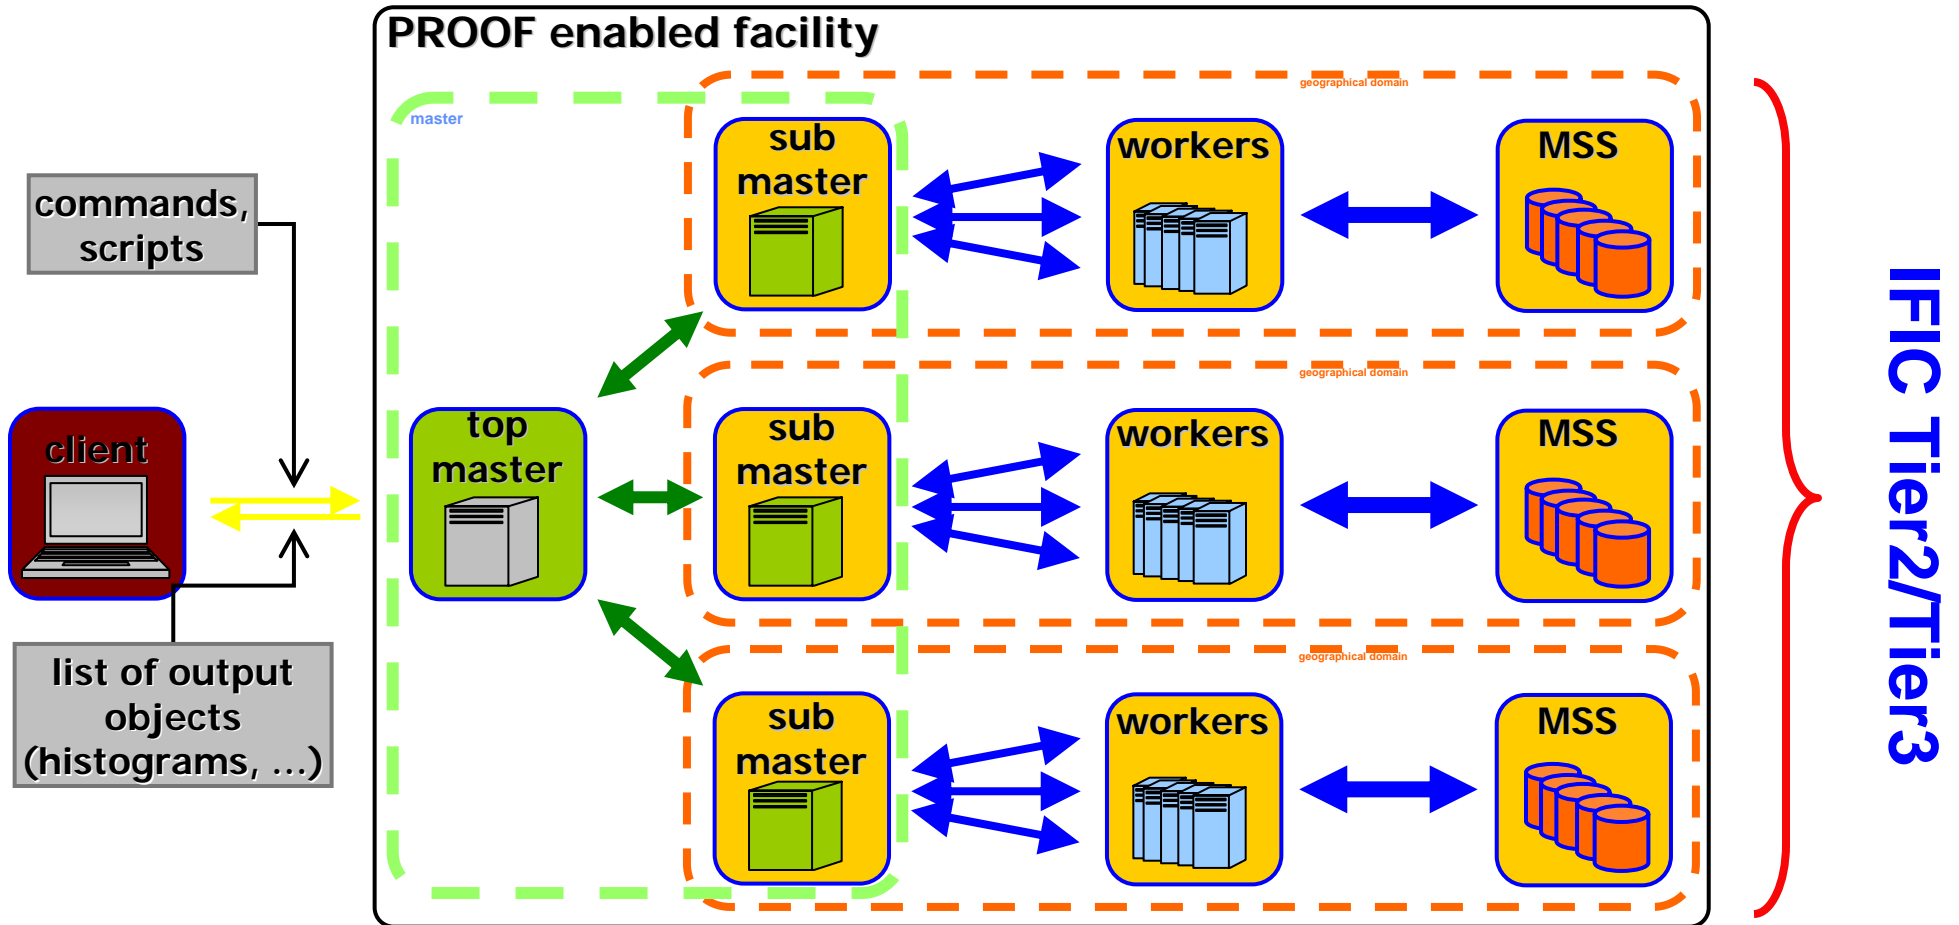 PROOF enabled facility
geographical domain
master
sub
master
workers
MSS
commands,
scripts
geographical domain
client
top
master
sub
master
workers
MSS
list of output
objects
(histograms, ...)
geographical domain
sub
master
workers
MSS
IFIC Tier2/Tier3